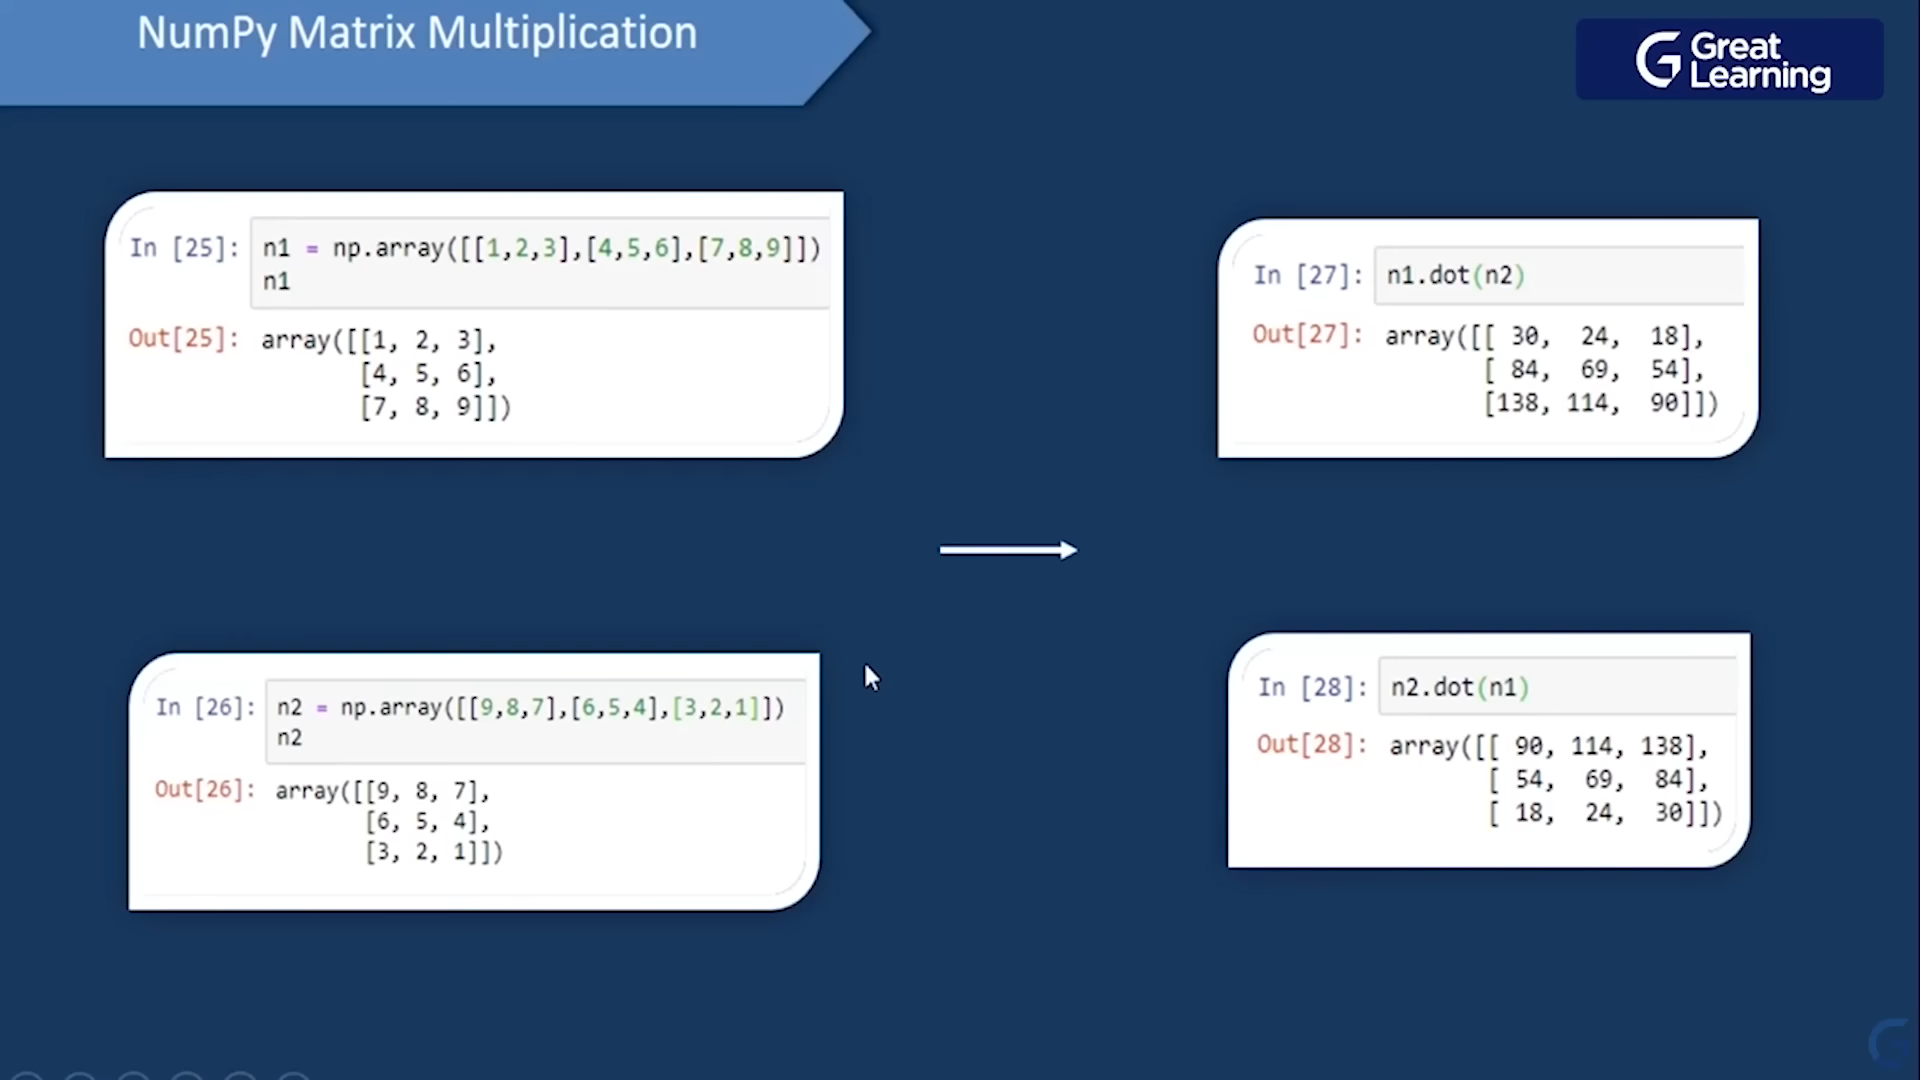 NumPy Matrix Multiplication
Great
Learning
In [25]: n1 = np.array([[1,2,3],[4,5,6],[7,8,9]])
n1
Out[25]: array([[1, 2, 3],
[4, 5, 6],
[7, 8, 9]])
In [26]: n2 = np.array([[9,8,7],[6,5,4],[3,2,1]])
n2
Out[26]: array([[9, 8, 7],
[6, 5, 4],
[3, 2, 1]])
In [27]: n1.dot(n2)
Out[27]: array([[ 30, 24, 18],
[ 84, 69, 54],
[138, 114, 90]])
In [28]: n2.dot(n1)
Out[28]: array([[ 90, 114, 138],
[ 54, 69, 84],
[ 18, 24, 30]])